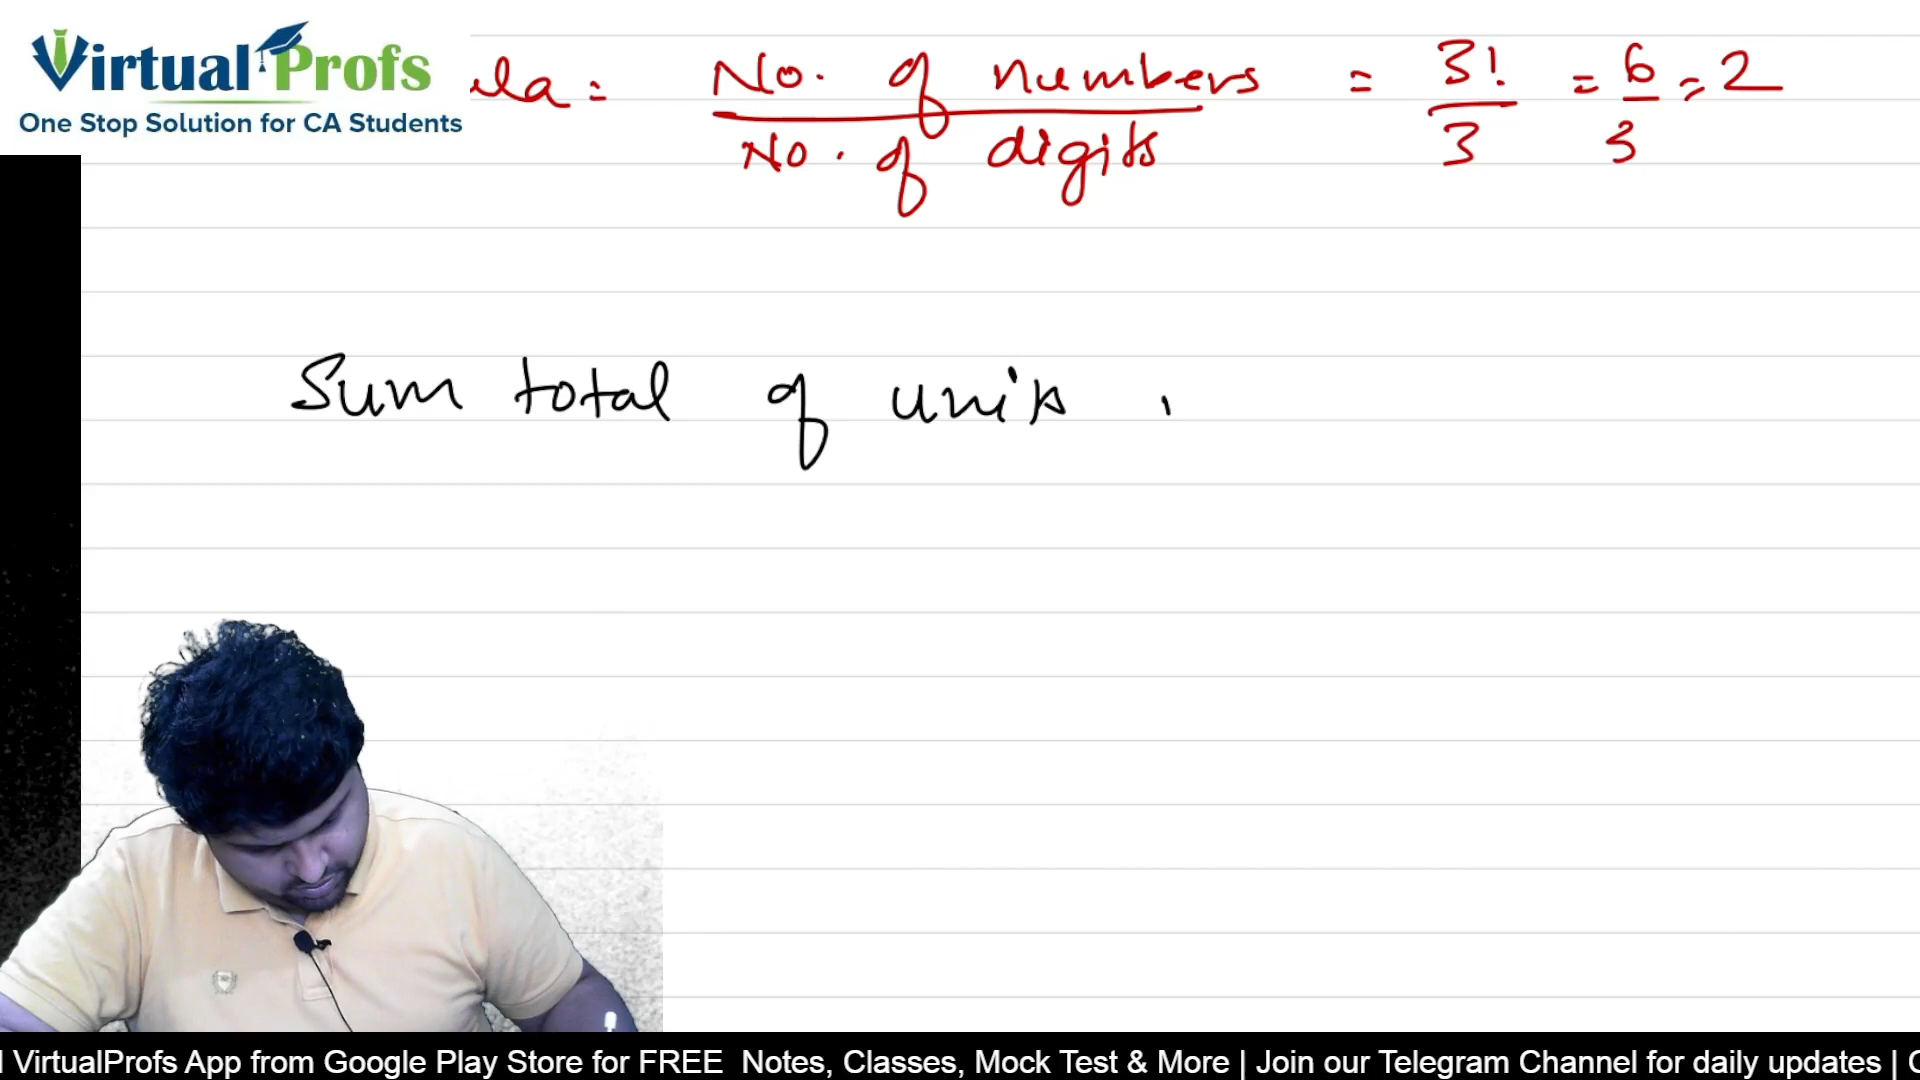 Virtual Profs
One Stop Solution for CA Students
ula = No. of numbers / No. of digits = 3! / 3 = 6 / 3 = 2
Sum total of units
VirtualProfs App from Google Play Store for FREE Notes, Classes, Mock Test & More | Join our Telegram Channel for daily updates |